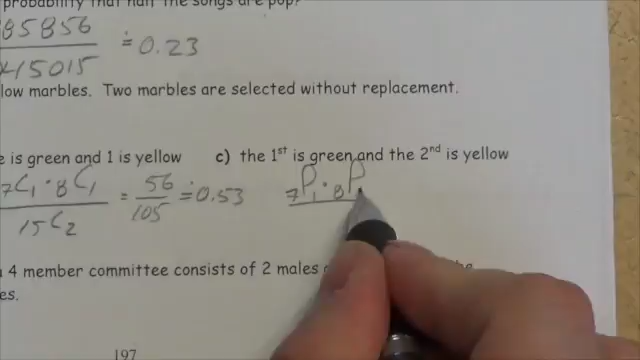 probability that half the songs are pop?
85856
15015
≐ 0.23
low marbles. Two marbles are selected without replacement.
e is green and 1 is yellow c) the 1st is green and the 2nd is yellow
7C1 · 8C1
15C2
= 56
105
≐ 0.53
7P1 · 8P
4 member committee consists of 2 males
es.
197